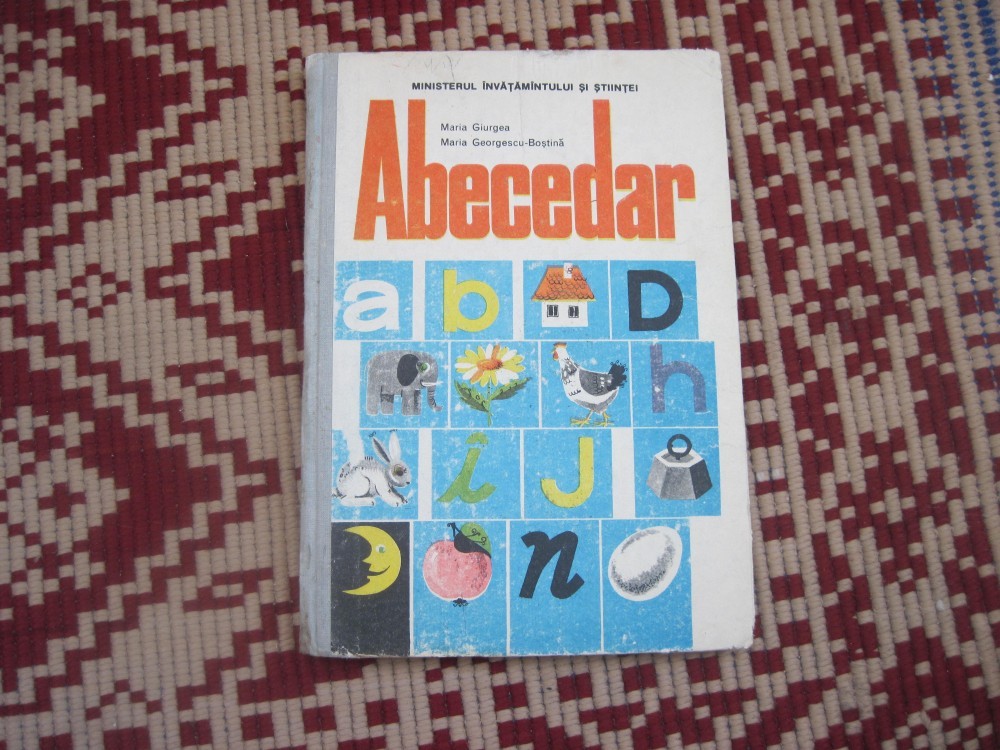 MINISTERUL ÎNVĂŢĂMÎNTULUI ŞI ŞTIINŢEI
Maria Giurgea
Maria Georgescu-Boştină
Abecedar
a b D
h
î J
n